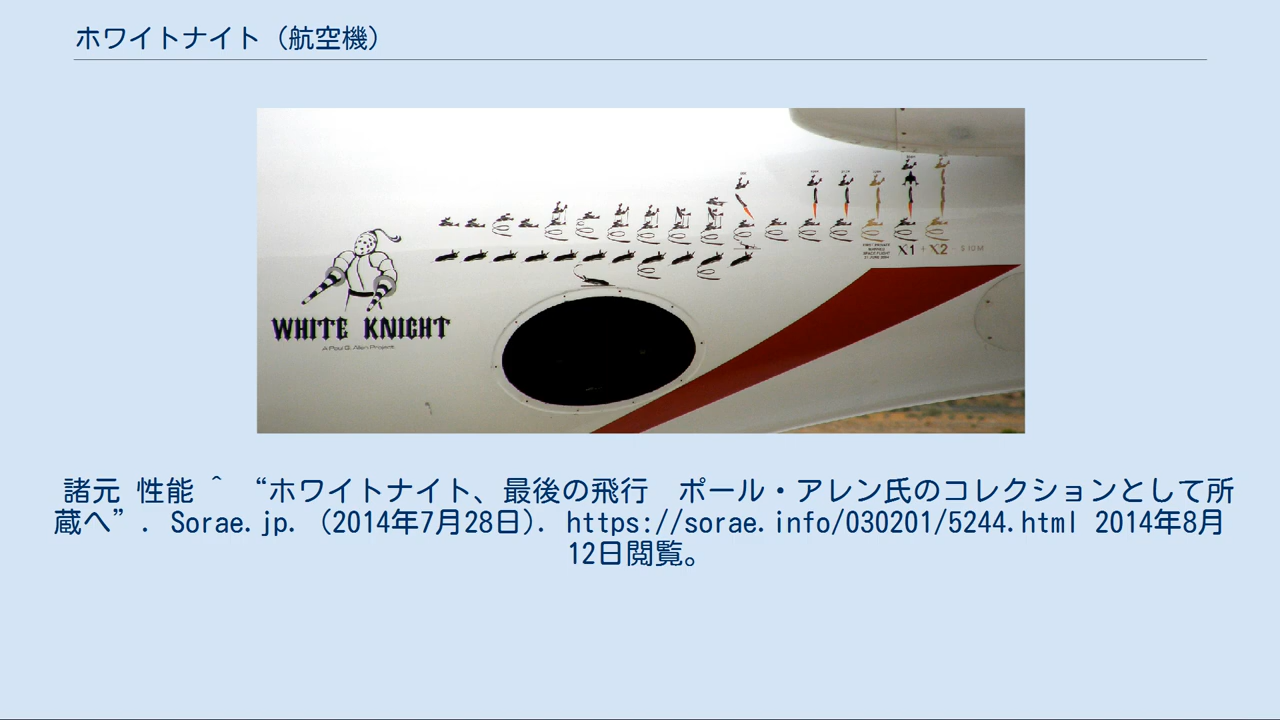 ホワイトナイト（航空機）
X1 + X2 - $10M
WHITE KNIGHT
A Paul G. Allen Project
諸元 性能 ^ “ホワイトナイト、最後の飛行　ポール・アレン氏のコレクションとして所
蔵へ”. Sorae.jp. (2014年7月28日). https://sorae.info/030201/5244.html 2014年8月
12日閲覧。